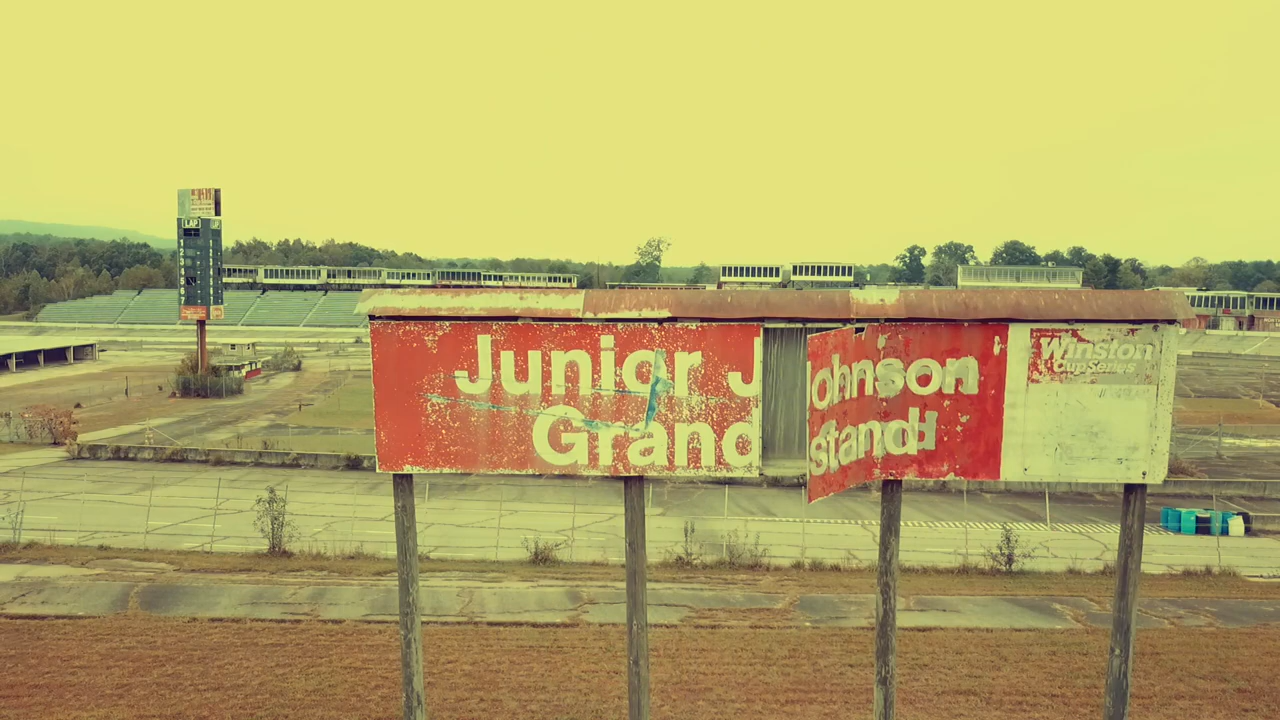 Junior Johnson
Grandstand
Winston
Cup Series
LAP